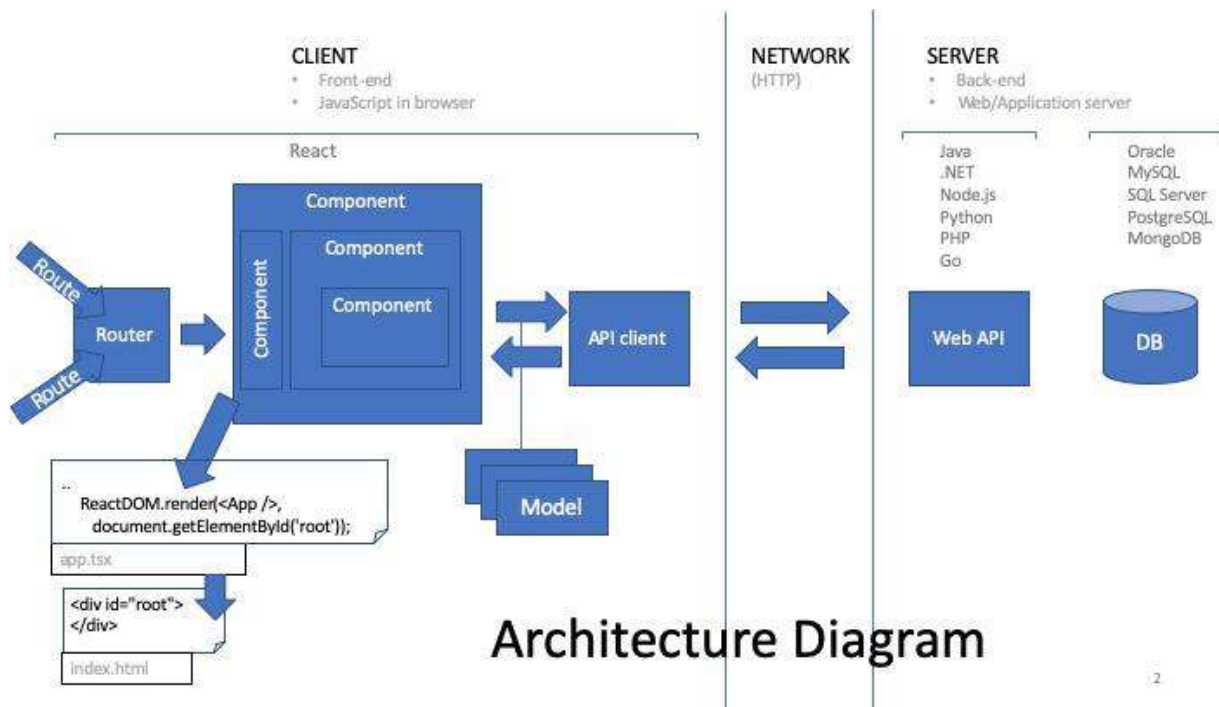 CLIENT
• Front-end
• JavaScript in browser
NETWORK
(HTTP)
SERVER
• Back-end
• Web/Application server
React
Java
.NET
Node.js
Python
PHP
Go
Oracle
MySQL
SQL Server
PostgreSQL
MongoDB
Route
Route
Router
Component
Component
Component
Component
API client
Web API
DB
Model
..
ReactDOM.render(<App />,
document.getElementById('root'));
app.tsx
<div id="root">
</div>
index.html
Architecture Diagram
2